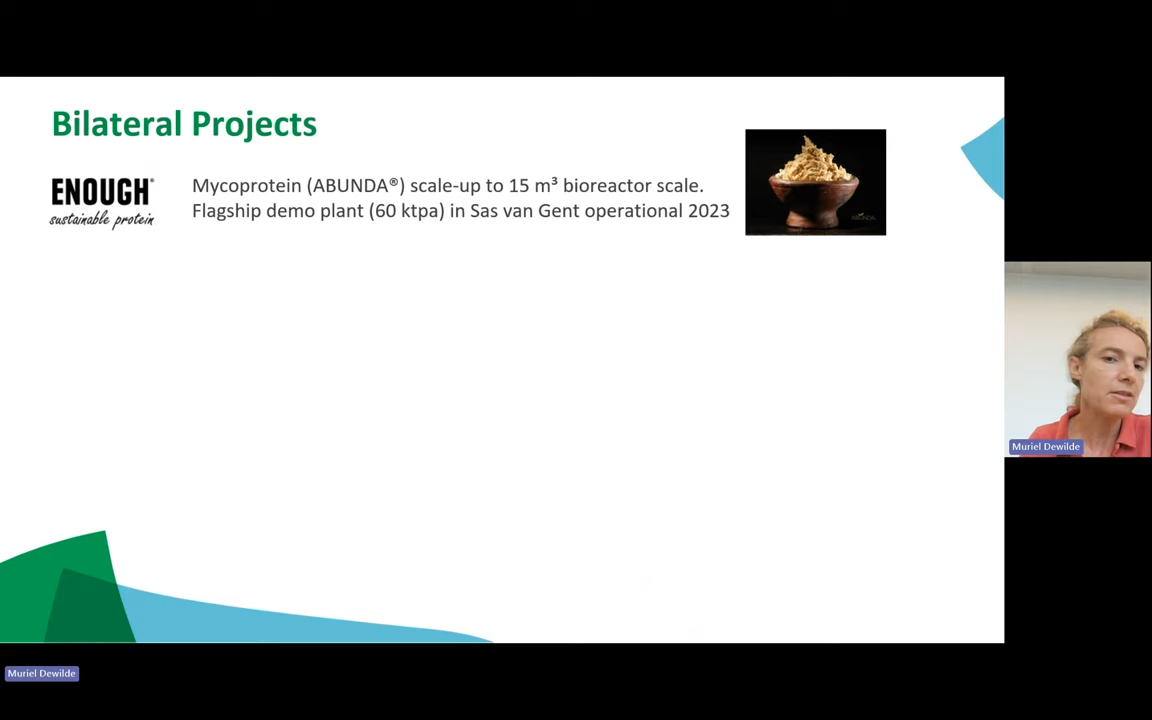 Bilateral Projects
ENOUGH®
sustainable protein
Mycoprotein (ABUNDA®) scale-up to 15 m³ bioreactor scale.
Flagship demo plant (60 ktpa) in Sas van Gent operational 2023
ABUNDA
Muriel Dewilde
Muriel Dewilde